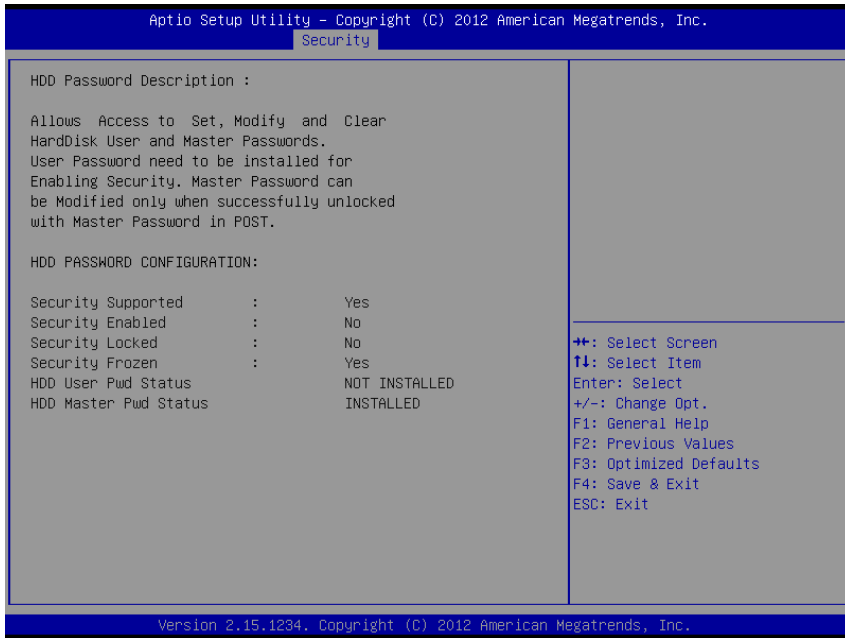 Aptio Setup Utility – Copyright (C) 2012 American Megatrends, Inc.
Security
HDD Password Description :
Allows Access to Set, Modify and Clear
HardDisk User and Master Passwords.
User Password need to be installed for
Enabling Security. Master Password can
be Modified only when successfully unlocked
with Master Password in POST.
HDD PASSWORD CONFIGURATION:
Security Supported : Yes
Security Enabled : No
Security Locked : No
Security Frozen : Yes
HDD User Pwd Status NOT INSTALLED
HDD Master Pwd Status INSTALLED
→←: Select Screen
↑↓: Select Item
Enter: Select
+/-: Change Opt.
F1: General Help
F2: Previous Values
F3: Optimized Defaults
F4: Save & Exit
ESC: Exit
Version 2.15.1234. Copyright (C) 2012 American Megatrends, Inc.